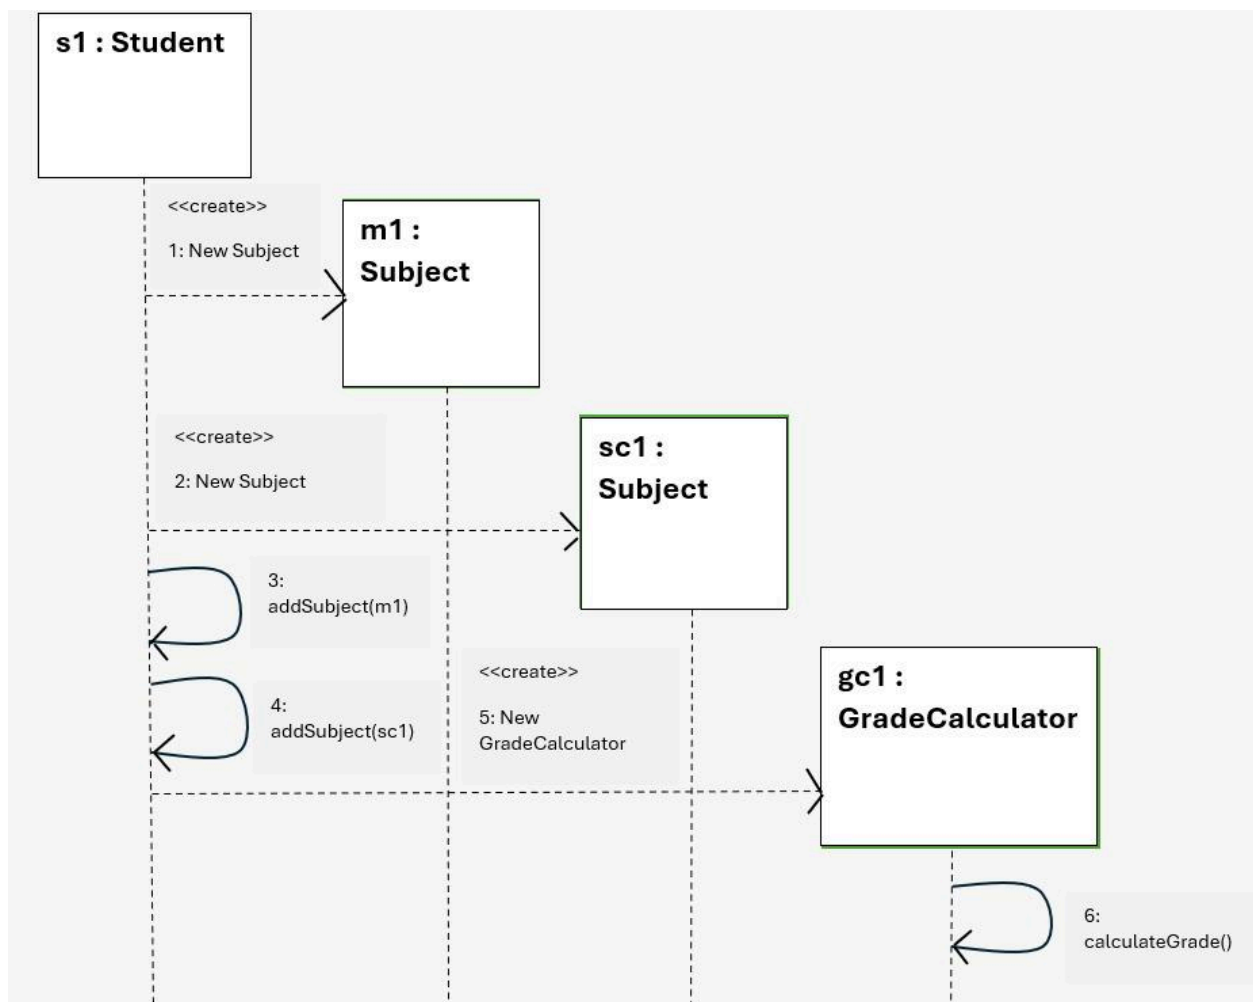 s1 : Student
<<create>>
1: New Subject
m1 :
Subject
<<create>>
2: New Subject
sc1 :
Subject
3:
addSubject(m1)
4:
addSubject(sc1)
<<create>>
5: New
GradeCalculator
gc1 :
GradeCalculator
6:
calculateGrade()